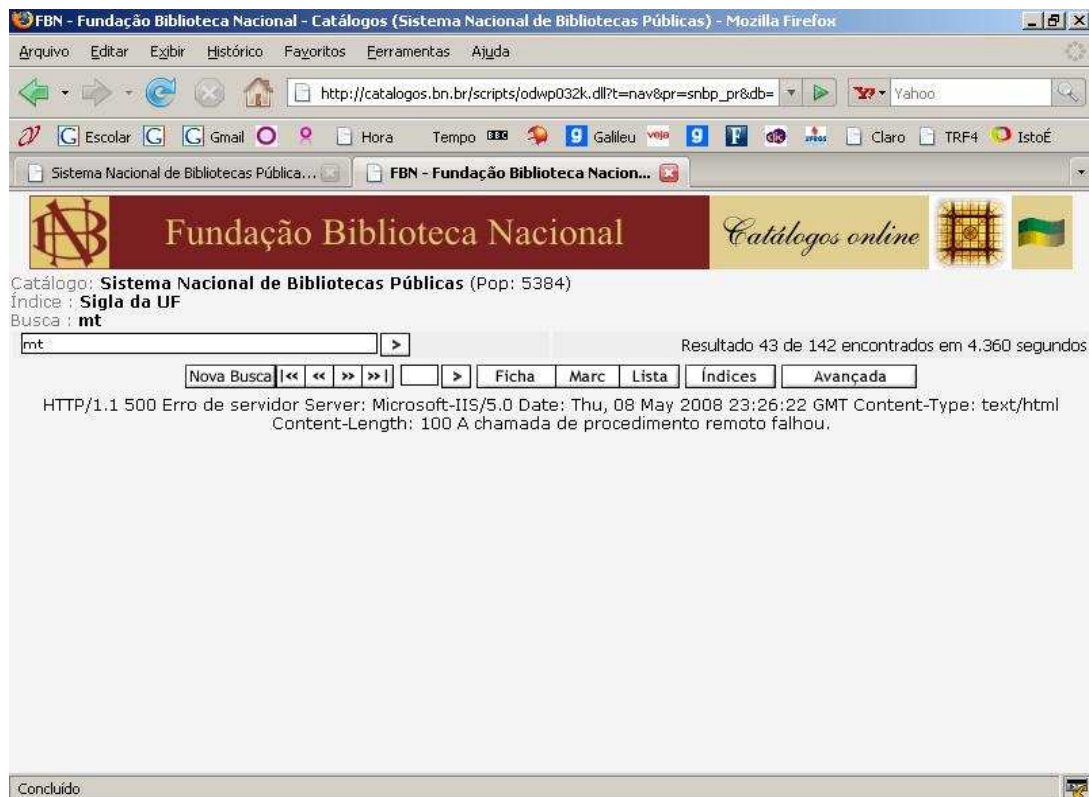 FBN - Fundação Biblioteca Nacional - Catálogos (Sistema Nacional de Bibliotecas Públicas) - Mozilla Firefox
Arquivo Editar Exibir Histórico Favoritos Ferramentas Ajuda
http://catalogos.bn.br/scripts/odwp032k.dll?t=nav&pr=snbp_pr&db= Yahoo
Escolar Gmail Hora Tempo BBC Galileu veja Claro TRF4 IstoÉ
Sistema Nacional de Bibliotecas Pública... FBN - Fundação Biblioteca Nacion...
Fundação Biblioteca Nacional Catálogos online
Catálogo: Sistema Nacional de Bibliotecas Públicas (Pop: 5384)
Índice : Sigla da UF
Busca : mt
mt > Resultado 43 de 142 encontrados em 4.360 segundos
Nova Busca |<< << >> >>| > Ficha Marc Lista Índices Avançada
HTTP/1.1 500 Erro de servidor Server: Microsoft-IIS/5.0 Date: Thu, 08 May 2008 23:26:22 GMT Content-Type: text/html
Content-Length: 100 A chamada de procedimento remoto falhou.
Concluído